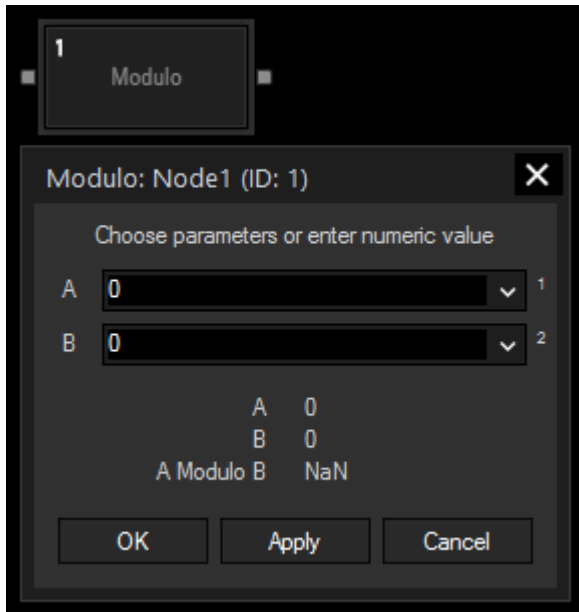 1
Modulo
Modulo: Node1 (ID: 1)
Choose parameters or enter numeric value
A 0 1
B 0 2
A 0
B 0
A Modulo B NaN
OK Apply Cancel